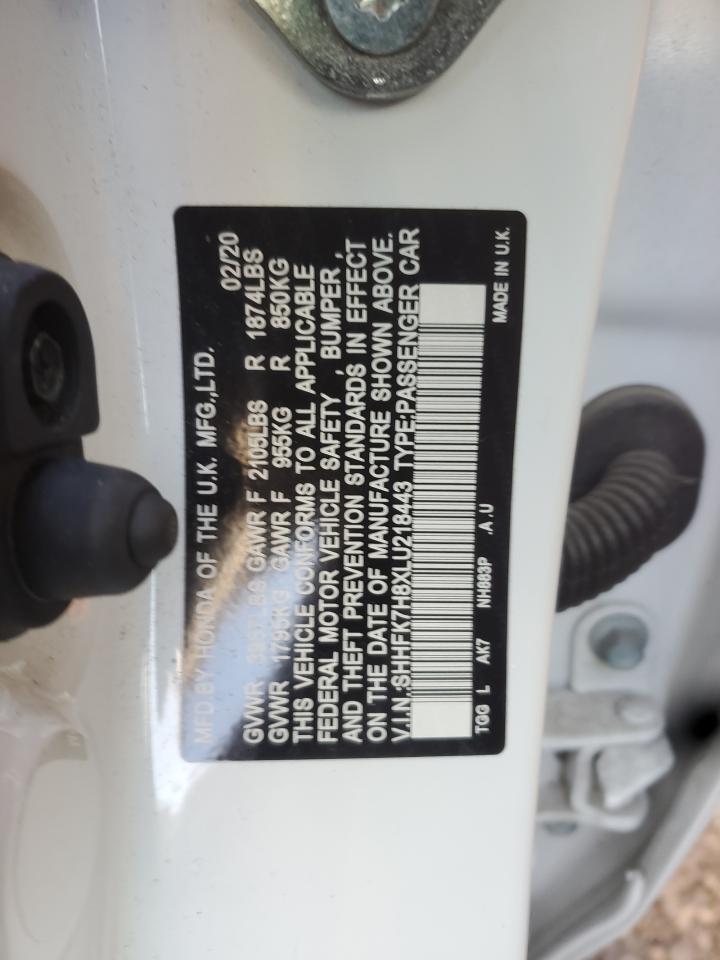 MFD BY HONDA OF THE U.K. MFG.,LTD. 02/20
GVWR 3957LBS GAWR F 2105LBS R 1874LBS
GVWR 1795KG GAWR F 955KG R 850KG
THIS VEHICLE CONFORMS TO ALL APPLICABLE
FEDERAL MOTOR VEHICLE SAFETY, BUMPER,
AND THEFT PREVENTION STANDARDS IN EFFECT
ON THE DATE OF MANUFACTURE SHOWN ABOVE.
V.I.N:SHHFK7H8XLU218443 TYPE:PASSENGER CAR
TGG L AK7 NH883P .A.U MADE IN U.K.